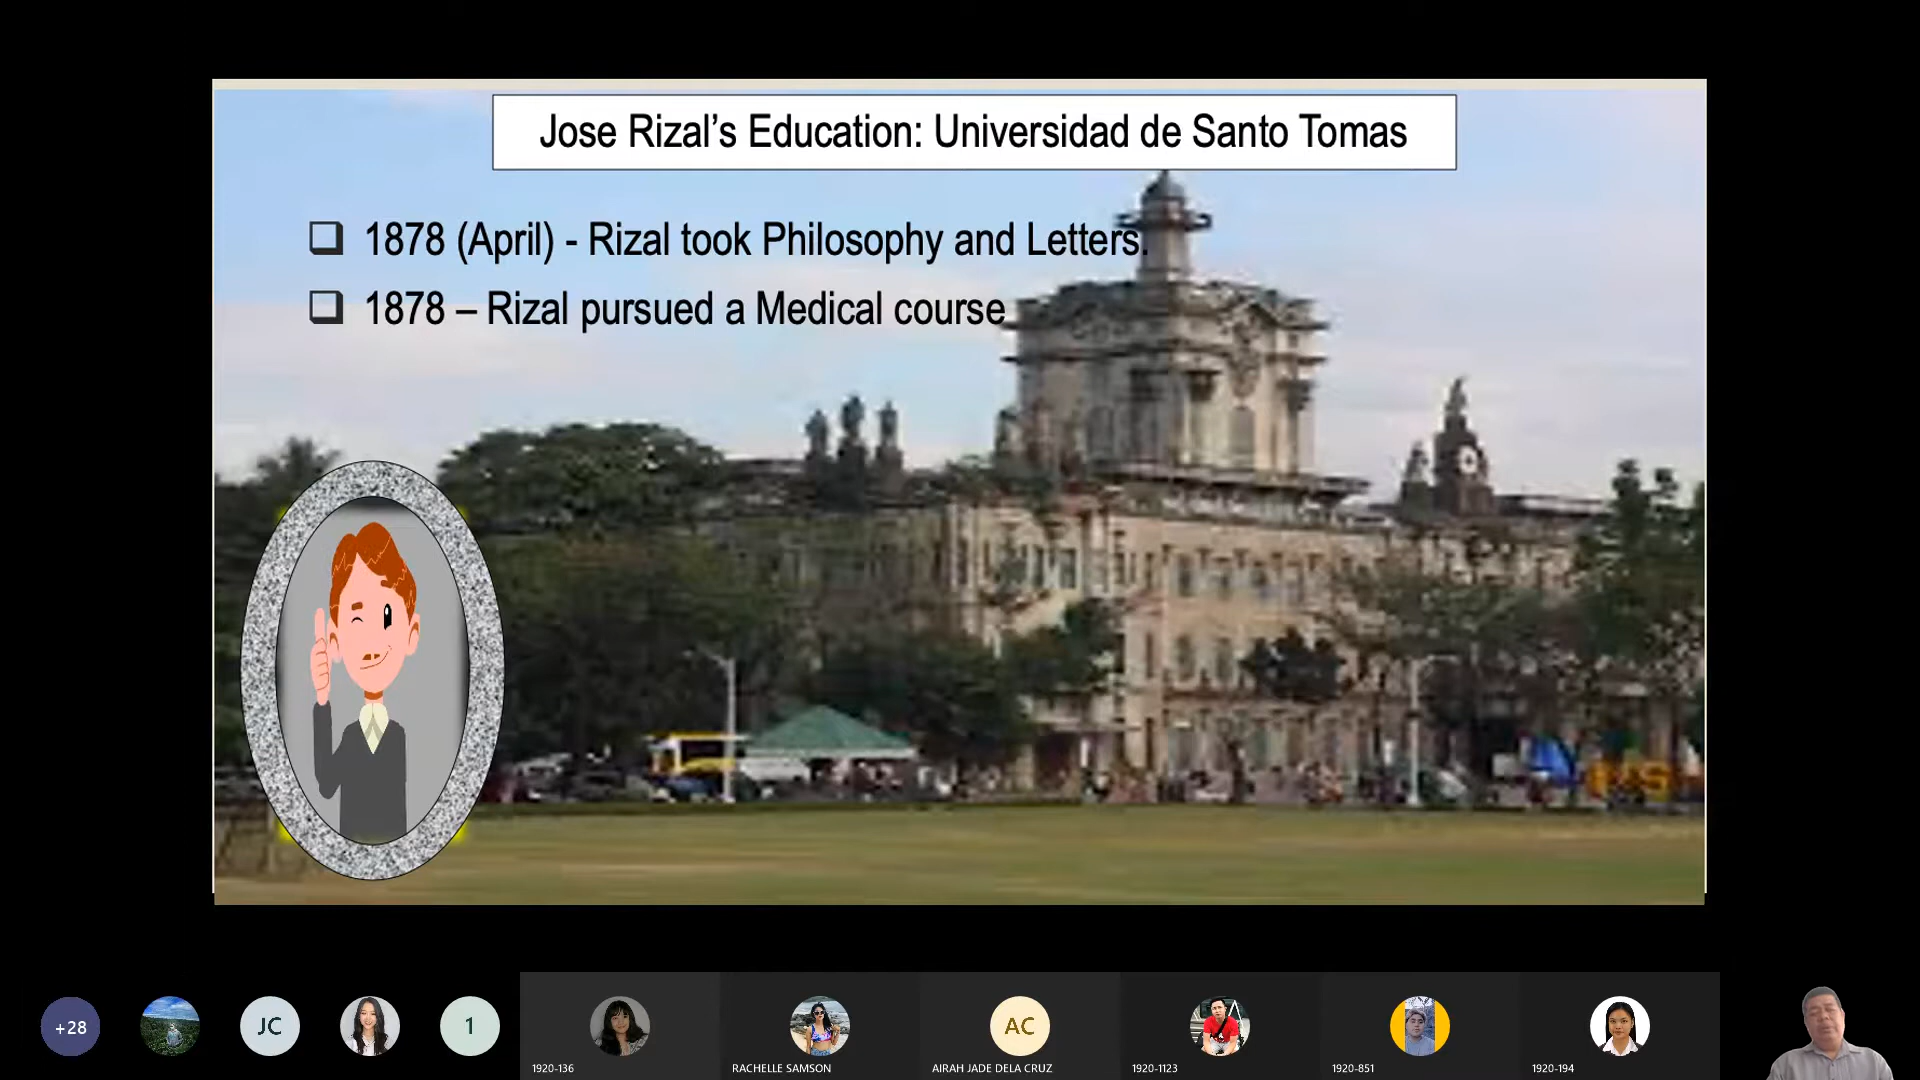 Jose Rizal’s Education: Universidad de Santo Tomas
❑ 1878 (April) - Rizal took Philosophy and Letters.
❑ 1878 – Rizal pursued a Medical course
+28
JC
1
AC
1920-136
RACHELLE SAMSON
AIRAH JADE DELA CRUZ
1920-1123
1920-851
1920-194